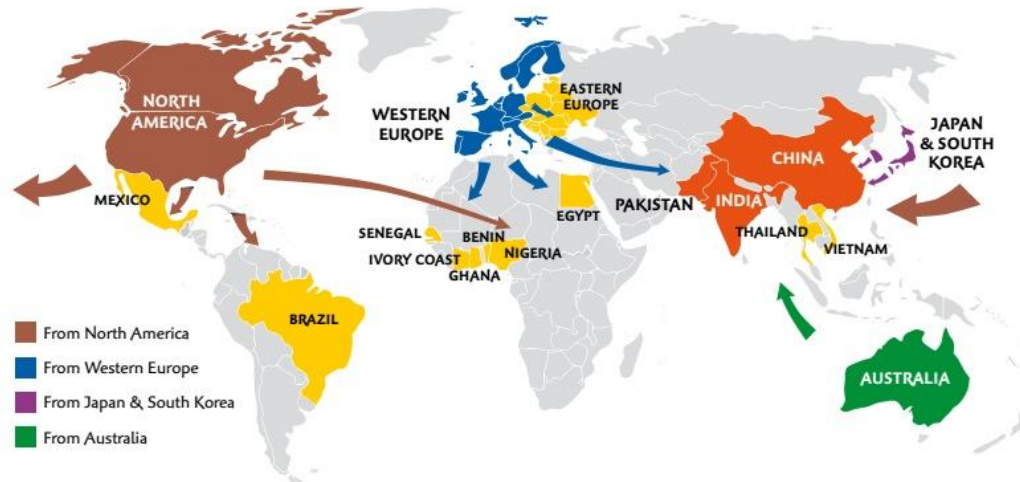 NORTH
AMERICA
WESTERN
EUROPE
EASTERN
EUROPE
JAPAN
& SOUTH
KOREA
CHINA
MEXICO
PAKISTAN
INDIA
EGYPT
SENEGAL
BENIN
IVORY COAST
NIGERIA
GHANA
THAILAND
VIETNAM
BRAZIL
AUSTRALIA
From North America
From Western Europe
From Japan & South Korea
From Australia